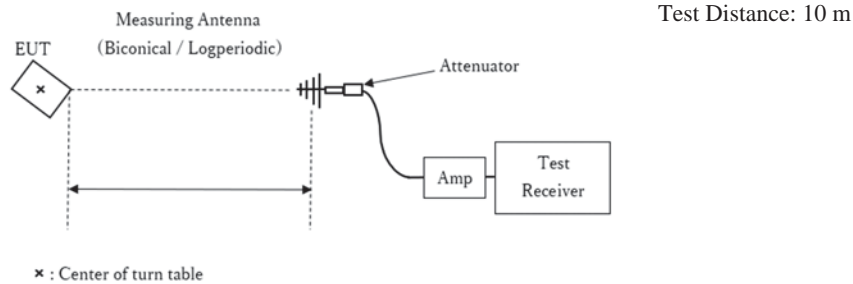 Test Distance: 10 m
Measuring Antenna
(Biconical / Logperiodic)
EUT
Attenuator
Amp
Test
Receiver
× : Center of turn table